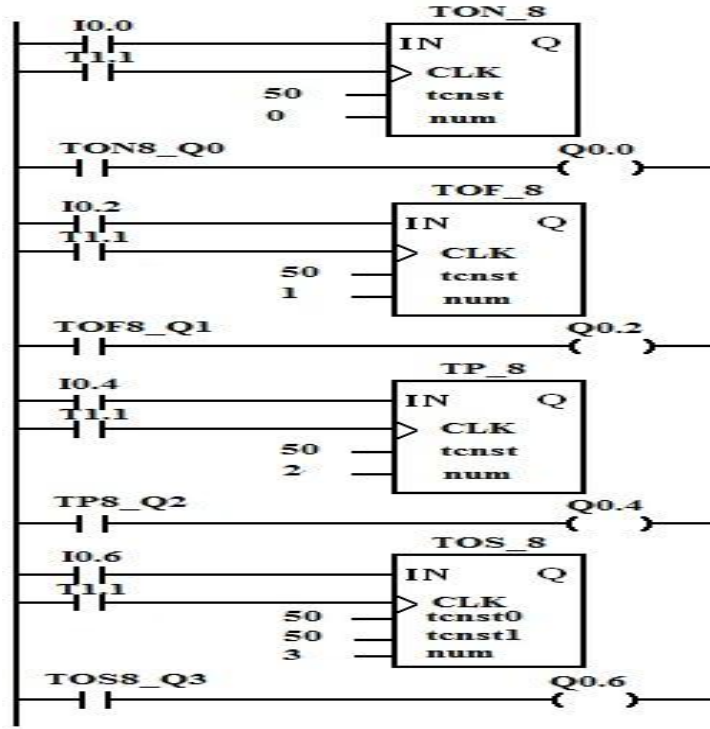 TON_8
I0.0
IN Q
T1.1
CLK
50 tcnst
0 num
TON8_Q0 Q0.0
TOF_8
I0.2
IN Q
T1.1
CLK
50 tcnst
1 num
TOF8_Q1 Q0.2
TP_8
I0.4
IN Q
T1.1
CLK
50 tcnst
2 num
TP8_Q2 Q0.4
TOS_8
I0.6
IN Q
T1.1
CLK
50 tcnst0
50 tcnst1
3 num
TOS8_Q3 Q0.6